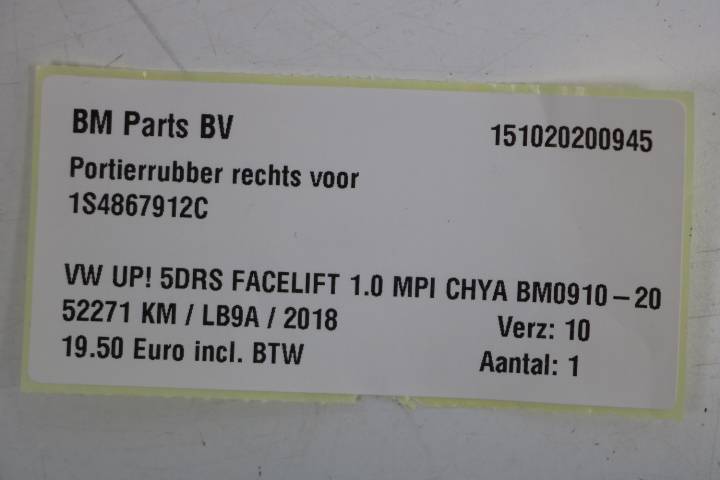 BM Parts BV 151020200945
Portierrubber rechts voor
1S4867912C
VW UP! 5DRS FACELIFT 1.0 MPI CHYA BM0910-20
52271 KM / LB9A / 2018 Verz: 10
19.50 Euro incl. BTW Aantal: 1